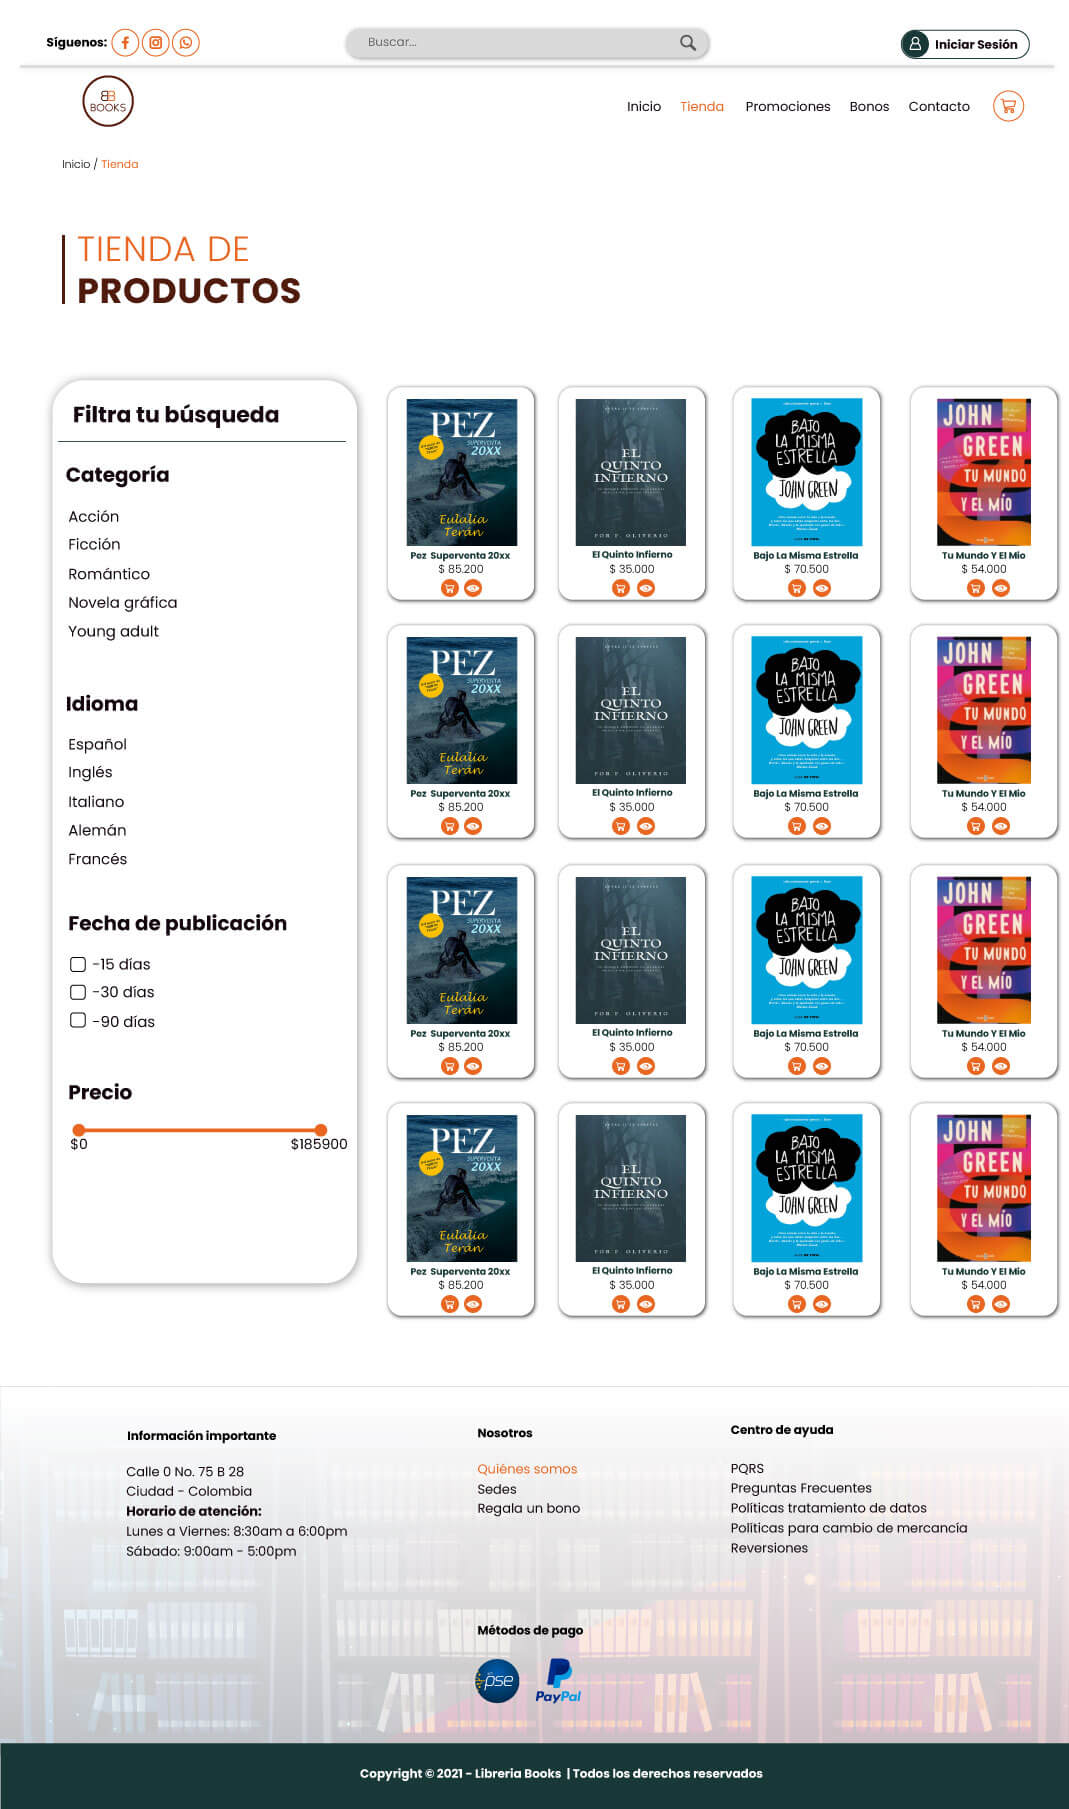 Síguenos:
Buscar...
Iniciar Sesión
BB
BOOKS
Inicio Tienda Promociones Bonos Contacto
Inicio / Tienda
TIENDA DE
PRODUCTOS
Filtra tu búsqueda
Categoría
Acción
Ficción
Romántico
Novela gráfica
Young adult
Idioma
Español
Inglés
Italiano
Alemán
Francés
Fecha de publicación
-15 días
-30 días
-90 días
Precio
$0 $185900
PEZ
SUPERVENTA
20XX
Eulalia
Terán
Pez Superventa 20xx
$ 85.200
EL
QUINTO
INFIERNO
POR F. OLIVERIO
El Quinto Infierno
$ 35.000
BAJO
LA MISMA
ESTRELLA
JOHN GREEN
Bajo La Misma Estrella
$ 70.500
JOHN
GREEN
TU MUNDO
Y EL MÍO
Tu Mundo Y El Mio
$ 54.000
PEZ
SUPERVENTA
20XX
Eulalia
Terán
Pez Superventa 20xx
$ 85.200
EL
QUINTO
INFIERNO
POR F. OLIVERIO
El Quinto Infierno
$ 35.000
BAJO
LA MISMA
ESTRELLA
JOHN GREEN
Bajo La Misma Estrella
$ 70.500
JOHN
GREEN
TU MUNDO
Y EL MÍO
Tu Mundo Y El Mio
$ 54.000
PEZ
SUPERVENTA
20XX
Eulalia
Terán
Pez Superventa 20xx
$ 85.200
EL
QUINTO
INFIERNO
POR F. OLIVERIO
El Quinto Infierno
$ 35.000
BAJO
LA MISMA
ESTRELLA
JOHN GREEN
Bajo La Misma Estrella
$ 70.500
JOHN
GREEN
TU MUNDO
Y EL MÍO
Tu Mundo Y El Mio
$ 54.000
PEZ
SUPERVENTA
20XX
Eulalia
Terán
Pez Superventa 20xx
$ 85.200
EL
QUINTO
INFIERNO
POR F. OLIVERIO
El Quinto Infierno
$ 35.000
BAJO
LA MISMA
ESTRELLA
JOHN GREEN
Bajo La Misma Estrella
$ 70.500
JOHN
GREEN
TU MUNDO
Y EL MÍO
Tu Mundo Y El Mio
$ 54.000
Información importante
Calle 0 No. 75 B 28
Ciudad - Colombia
Horario de atención:
Lunes a Viernes: 8:30am a 6:00pm
Sábado: 9:00am - 5:00pm
Nosotros
Quiénes somos
Sedes
Regala un bono
Centro de ayuda
PQRS
Preguntas Frecuentes
Políticas tratamiento de datos
Políticas para cambio de mercancía
Reversiones
Métodos de pago
pse
PayPal
Copyright © 2021 - Libreria Books | Todos los derechos reservados